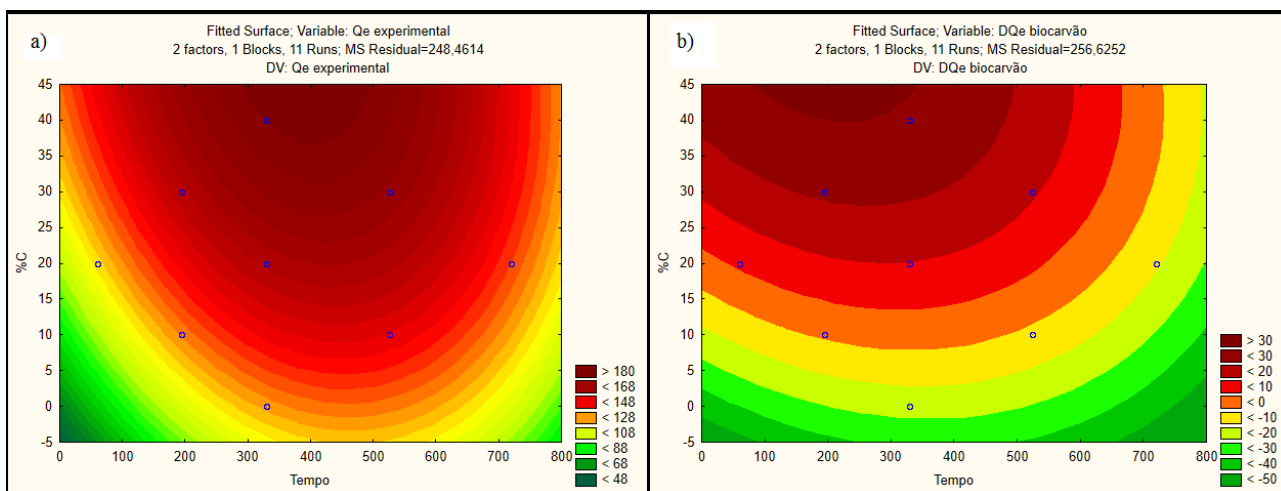 a)
Fitted Surface; Variable: Qe experimental
2 factors, 1 Blocks, 11 Runs; MS Residual=248,4614
DV: Qe experimental
45
40
35
30
25
20
15
10
5
0
-5
%C
0 100 200 300 400 500 600 700 800
Tempo
> 180
< 168
< 148
< 128
< 108
< 88
< 68
< 48
b)
Fitted Surface; Variable: DQe biocarvão
2 factors, 1 Blocks, 11 Runs; MS Residual=256,6252
DV: DQe biocarvão
45
40
35
30
25
20
15
10
5
0
-5
%C
0 100 200 300 400 500 600 700 800
Tempo
> 30
< 30
< 20
< 10
< 0
< -10
< -20
< -30
< -40
< -50